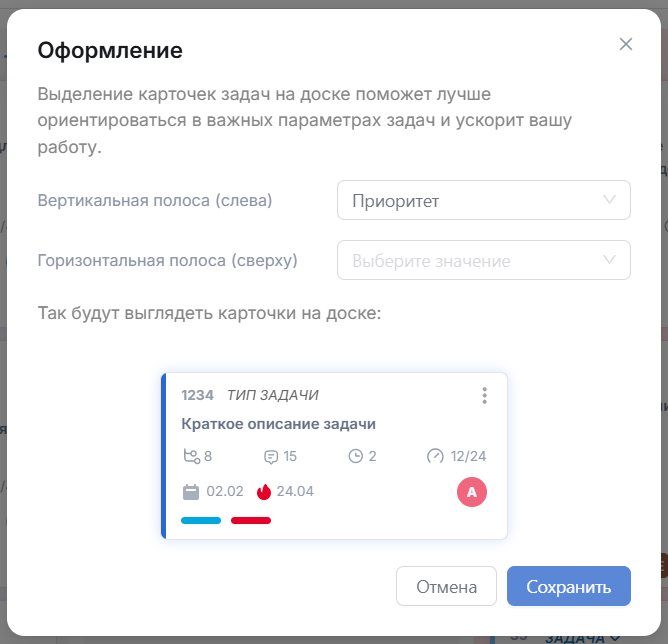 Оформление
Выделение карточек задач на доске поможет лучше
ориентироваться в важных параметрах задач и ускорит вашу
работу.
Вертикальная полоса (слева)
Приоритет
Горизонтальная полоса (сверху)
Выберите значение
Так будут выглядеть карточки на доске:
1234 ТИП ЗАДАЧИ
Краткое описание задачи
8 15 2 12/24
02.02 24.04
А
Отмена
Сохранить
ЗАДАЧА